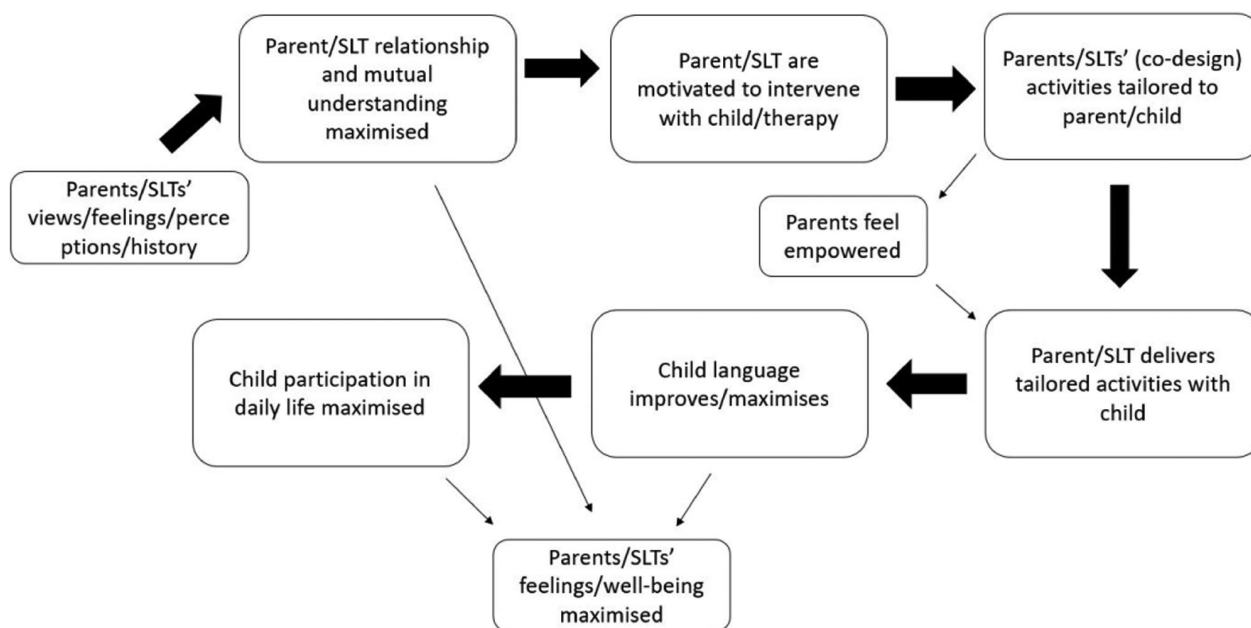 Parent/SLT relationship
and mutual
understanding
maximised
Parent/SLT are
motivated to intervene
with child/therapy
Parents/SLTs' (co-design)
activities tailored to
parent/child
Parents/SLTs'
views/feelings/perce
ptions/history
Parents feel
empowered
Child participation in
daily life maximised
Child language
improves/maximises
Parent/SLT delivers
tailored activities with
child
Parents/SLTs'
feelings/well-being
maximised